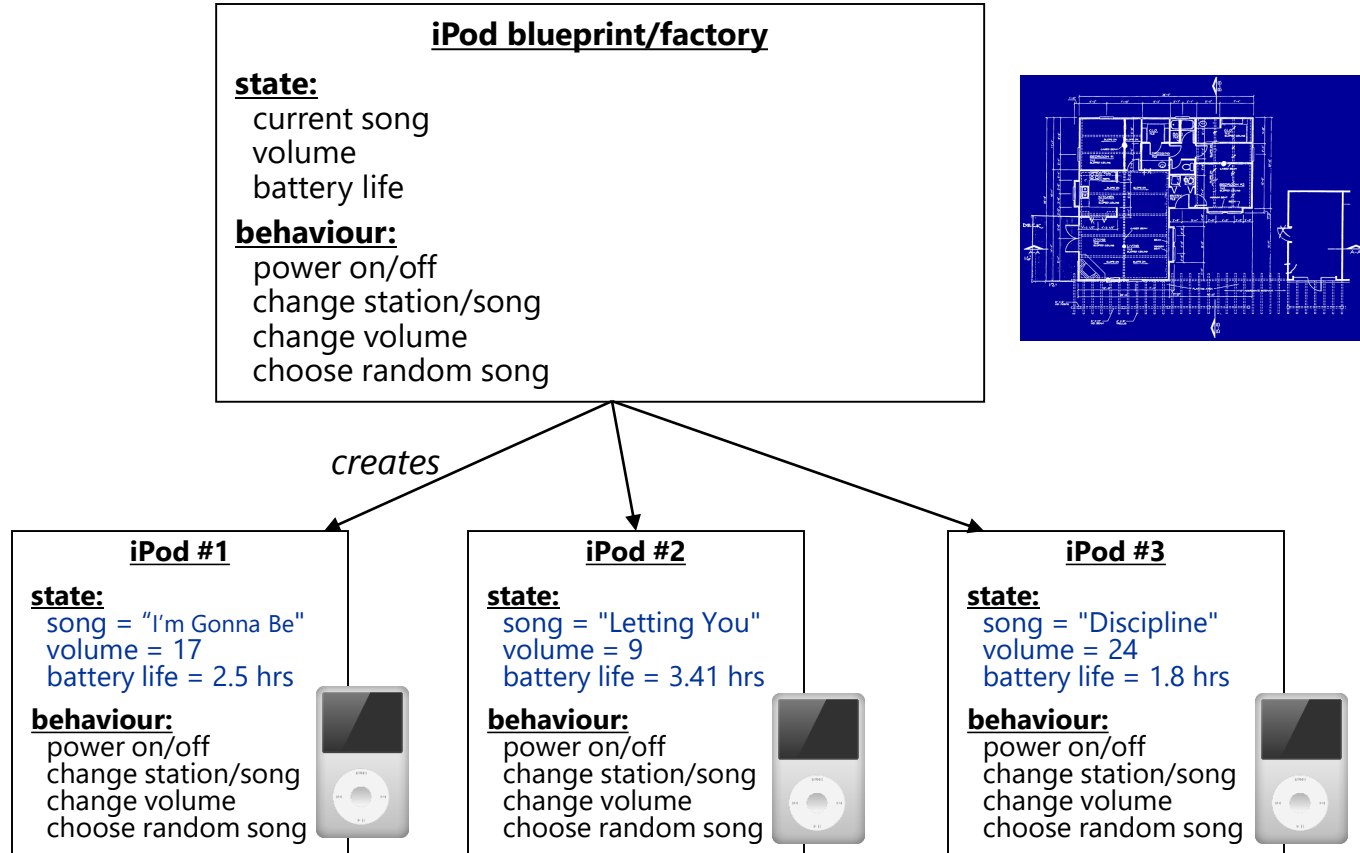 iPod blueprint/factory
state:
current song
volume
battery life
behaviour:
power on/off
change station/song
change volume
choose random song
creates
iPod #1
state:
song = “I’m Gonna Be"
volume = 17
battery life = 2.5 hrs
behaviour:
power on/off
change station/song
change volume
choose random song
iPod #2
state:
song = "Letting You"
volume = 9
battery life = 3.41 hrs
behaviour:
power on/off
change station/song
change volume
choose random song
iPod #3
state:
song = "Discipline"
volume = 24
battery life = 1.8 hrs
behaviour:
power on/off
change station/song
change volume
choose random song